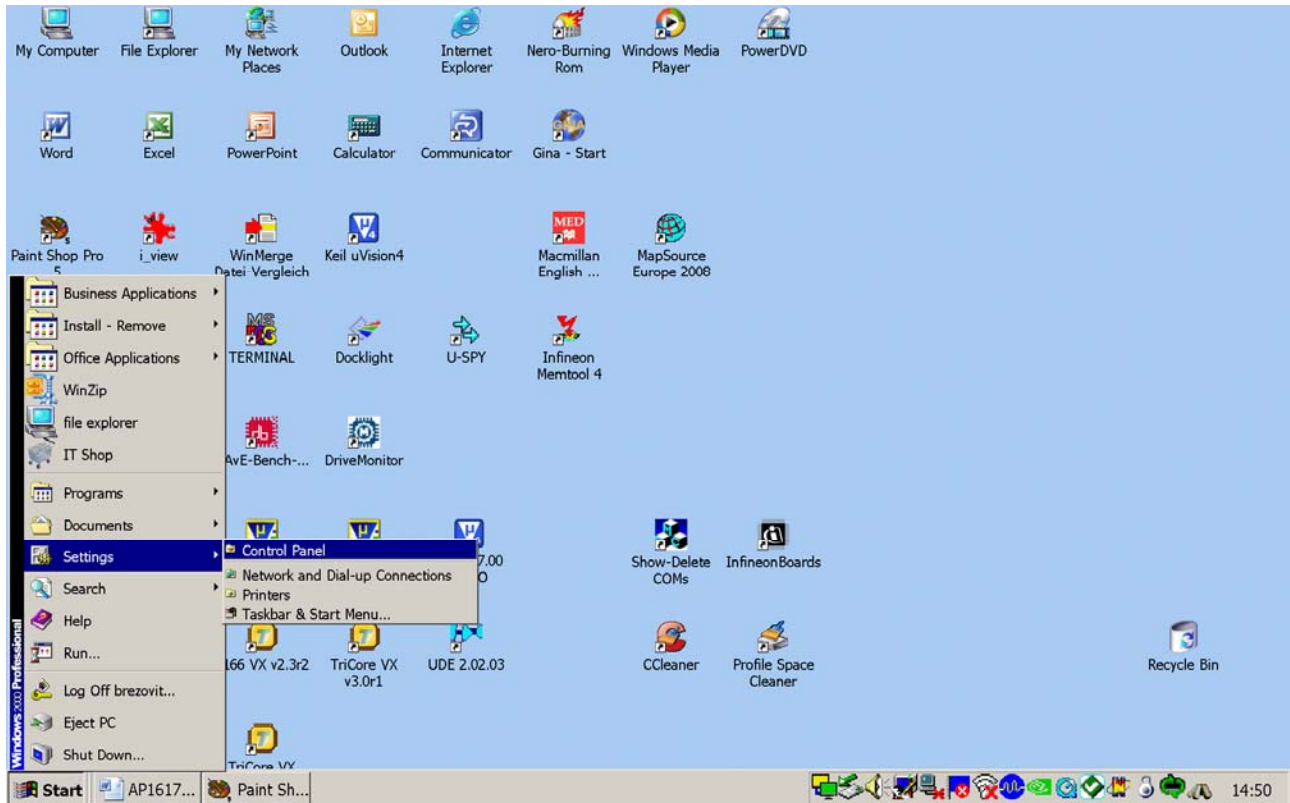 My Computer
File Explorer
My Network
Places
Outlook
Internet
Explorer
Nero-Burning
Rom
Windows Media
Player
PowerDVD
Word
Excel
PowerPoint
Calculator
Communicator
Gina - Start
Paint Shop Pro
5
i_view
WinMerge
Datei Vergleich
Keil uVision4
MED
Macmillan
English ...
MapSource
Europe 2008
TERMINAL
Docklight
U-SPY
Infineon
Memtool 4
AvE-Bench-...
DriveMonitor
7.00
Show-Delete
COMs
InfineonBoards
166 VX v2.3r2
TriCore VX
v3.0r1
UDE 2.02.03
CCleaner
Profile Space
Cleaner
Recycle Bin
TriCore VX
Business Applications
Install - Remove
Office Applications
WinZip
file explorer
IT Shop
Programs
Documents
Settings
Search
Help
Run...
Log Off brezovit...
Eject PC
Shut Down...
Windows 2000 Professional
Control Panel
Network and Dial-up Connections
Printers
Taskbar & Start Menu...
Start
AP1617...
Paint Sh...
14:50